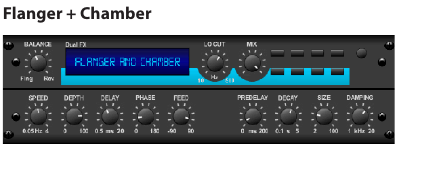 Flanger + Chamber
BALANCE Dual FX LO CUT MIX
FLANGER AND CHAMBER
Flng Rev Hz
10 500
SPEED DEPTH DELAY PHASE FEED PREDELAY DECAY SIZE DAMPING
0.05 Hz 4 0 100 0.5 ms 20 0 180 -90 90 0 ms 200 0.1 s 5 2 100 1 kHz 20